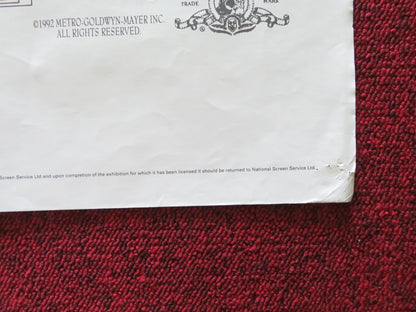 ©1992 METRO-GOLDWYN-MAYER INC.
ALL RIGHTS RESERVED.
TRADE MARK
Screen Service Ltd and upon completion of the exhibition for which it has been licensed it should be returned to National Screen Service Ltd.